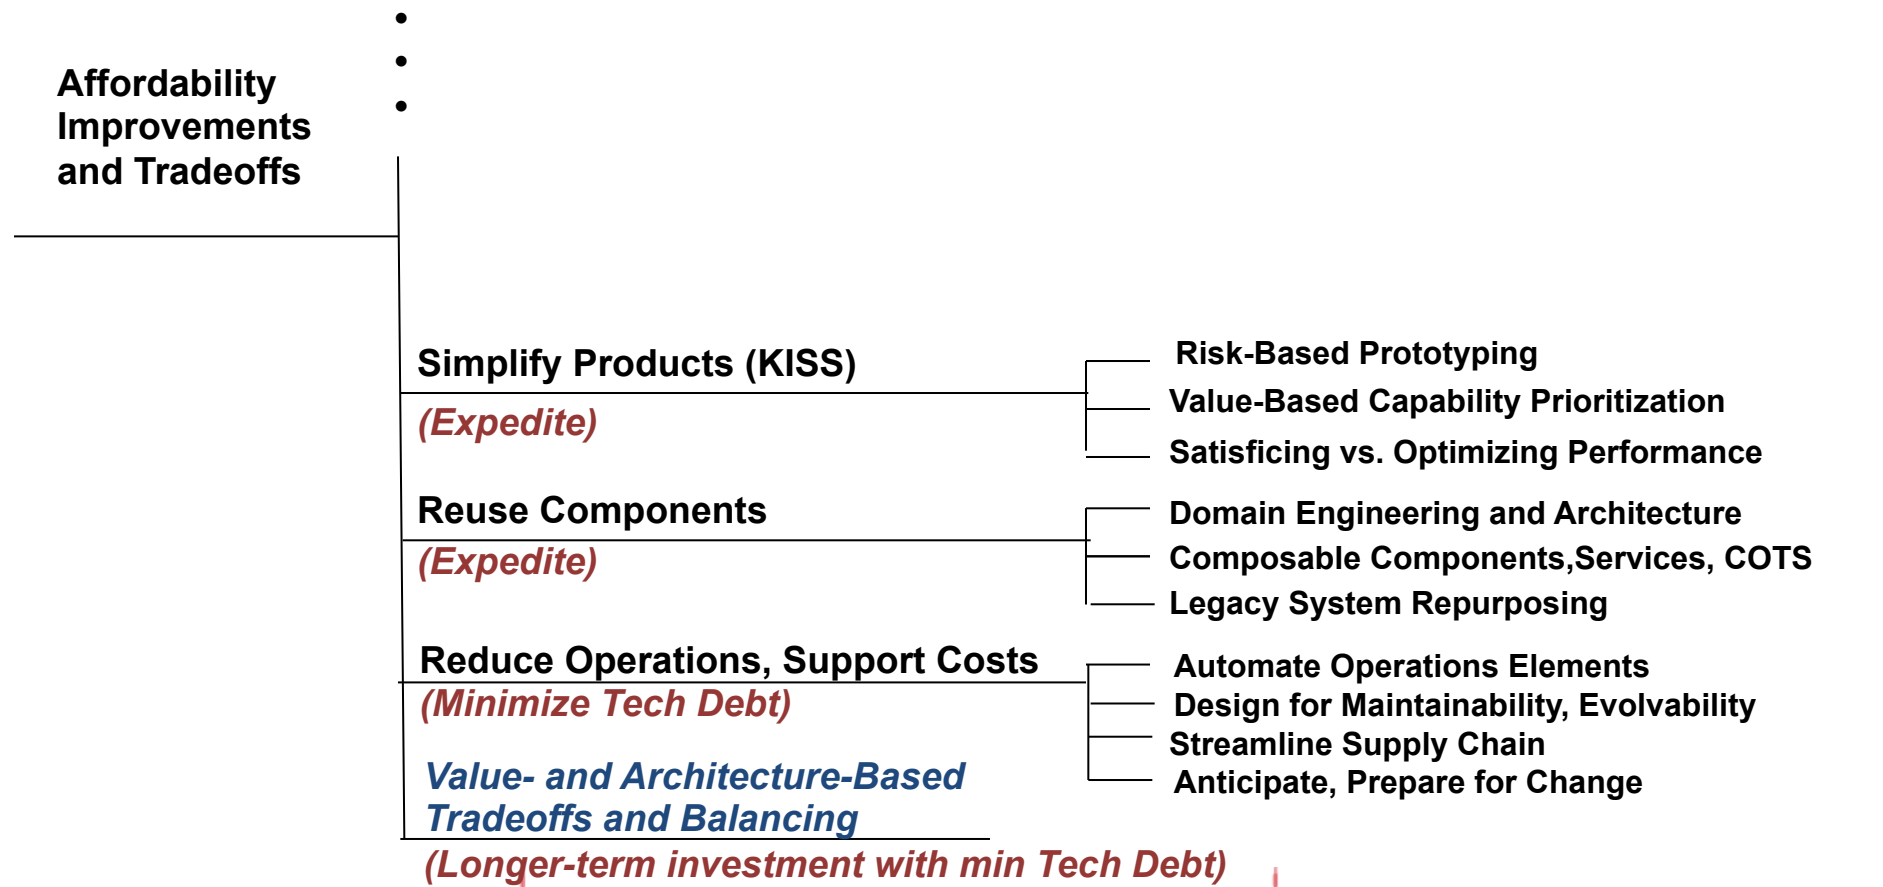 Affordability
Improvements
and Tradeoffs
•
•
•
Simplify Products (KISS)
(Expedite)
Risk-Based Prototyping
Value-Based Capability Prioritization
Satisficing vs. Optimizing Performance
Reuse Components
(Expedite)
Domain Engineering and Architecture
Composable Components,Services, COTS
Legacy System Repurposing
Reduce Operations, Support Costs
(Minimize Tech Debt)
Automate Operations Elements
Design for Maintainability, Evolvability
Streamline Supply Chain
Anticipate, Prepare for Change
Value- and Architecture-Based
Tradeoffs and Balancing
(Longer-term investment with min Tech Debt)